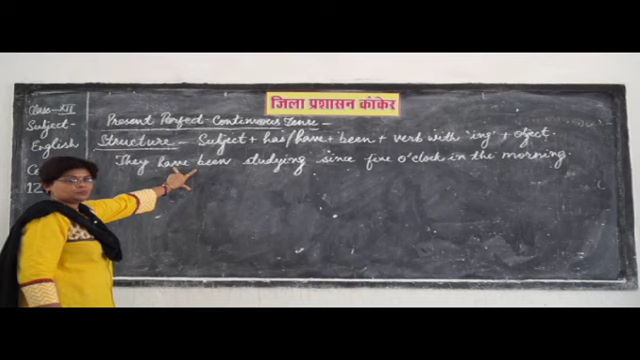 जिला प्रशासन कांकेर
Class- XII
Subject-
English
12
Present Perfect Continuous Tense -
Structure - Subject + has/have + been + verb with 'ing' + object.
They have been studying since five o'clock in the morning.